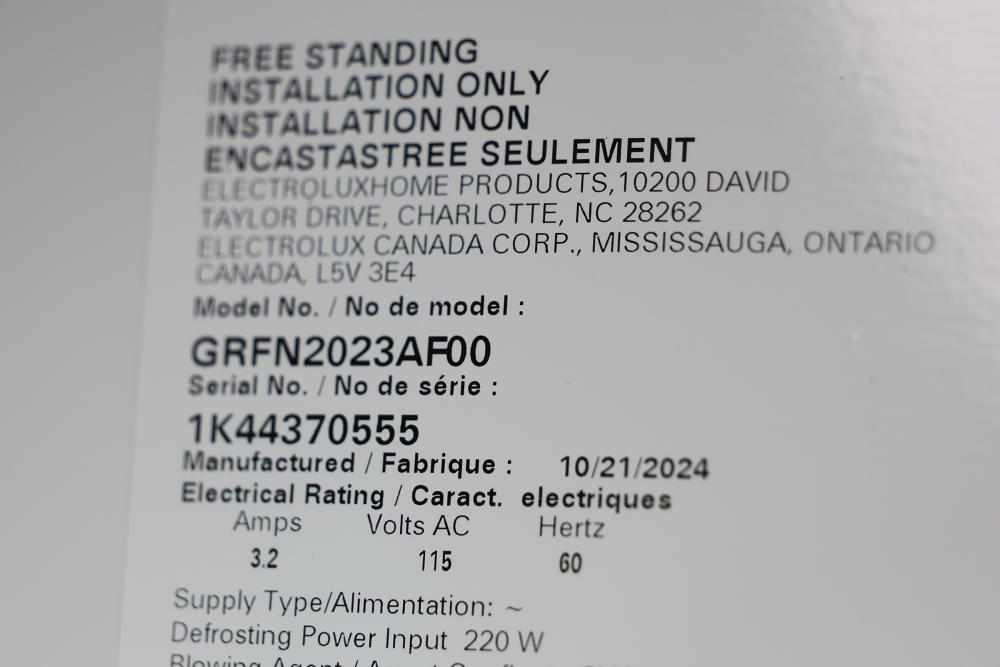 FREE STANDING
INSTALLATION ONLY
INSTALLATION NON
ENCASTASTREE SEULEMENT
ELECTROLUXHOME PRODUCTS,10200 DAVID
TAYLOR DRIVE, CHARLOTTE, NC 28262
ELECTROLUX CANADA CORP., MISSISSAUGA, ONTARIO
CANADA, L5V 3E4
Model No. / No de model :
GRFN2023AF00
Serial No. / No de série :
1K44370555
Manufactured / Fabrique : 10/21/2024
Electrical Rating / Caract. electriques
Amps Volts AC Hertz
3.2 115 60
Supply Type/Alimentation: ~
Defrosting Power Input 220 W
Blowing Agent /